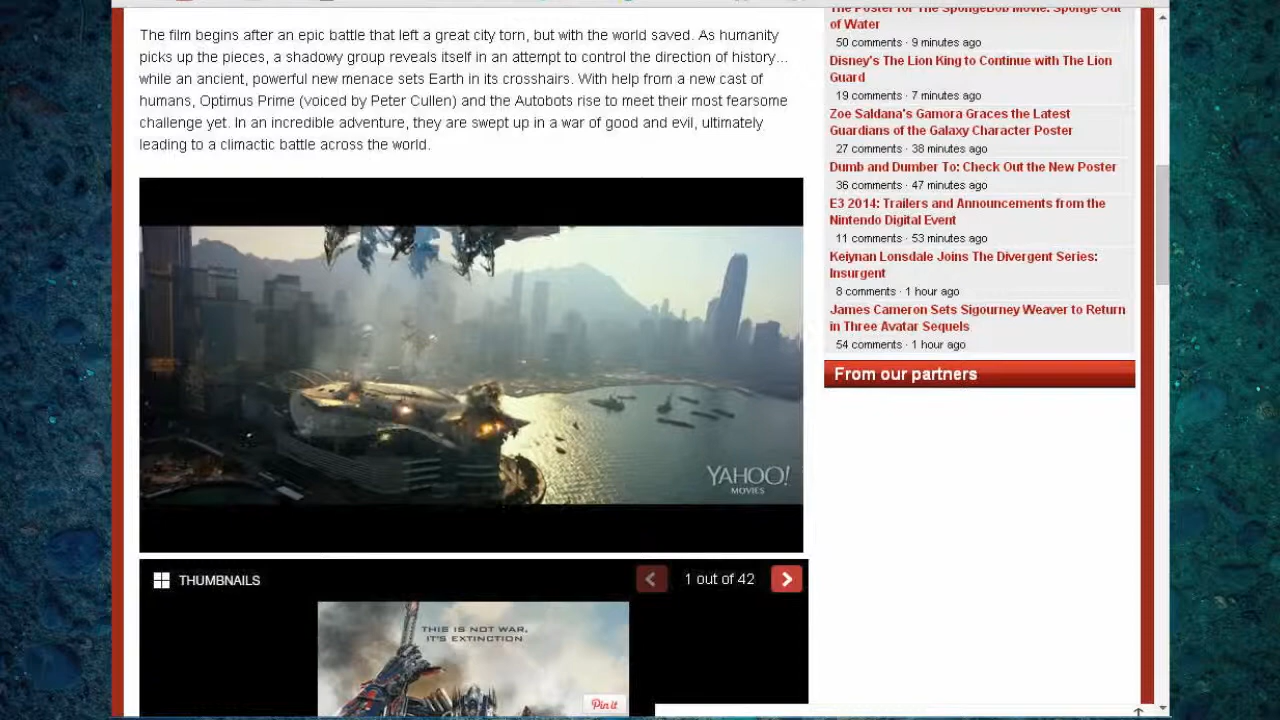 The film begins after an epic battle that left a great city torn, but with the world saved. As humanity
picks up the pieces, a shadowy group reveals itself in an attempt to control the direction of history...
while an ancient, powerful new menace sets Earth in its crosshairs. With help from a new cast of
humans, Optimus Prime (voiced by Peter Cullen) and the Autobots rise to meet their most fearsome
challenge yet. In an incredible adventure, they are swept up in a war of good and evil, ultimately
leading to a climactic battle across the world.
YAHOO!
MOVIES
THUMBNAILS
1 out of 42
THIS IS NOT WAR,
IT'S EXTINCTION
Pin it
The Poster for The SpongeBob Movie: Sponge Out
of Water
50 comments · 9 minutes ago
Disney's The Lion King to Continue with The Lion
Guard
19 comments · 7 minutes ago
Zoe Saldana's Gamora Graces the Latest
Guardians of the Galaxy Character Poster
27 comments · 38 minutes ago
Dumb and Dumber To: Check Out the New Poster
36 comments · 47 minutes ago
E3 2014: Trailers and Announcements from the
Nintendo Digital Event
11 comments · 53 minutes ago
Keiynan Lonsdale Joins The Divergent Series:
Insurgent
8 comments · 1 hour ago
James Cameron Sets Sigourney Weaver to Return
in Three Avatar Sequels
54 comments · 1 hour ago
From our partners